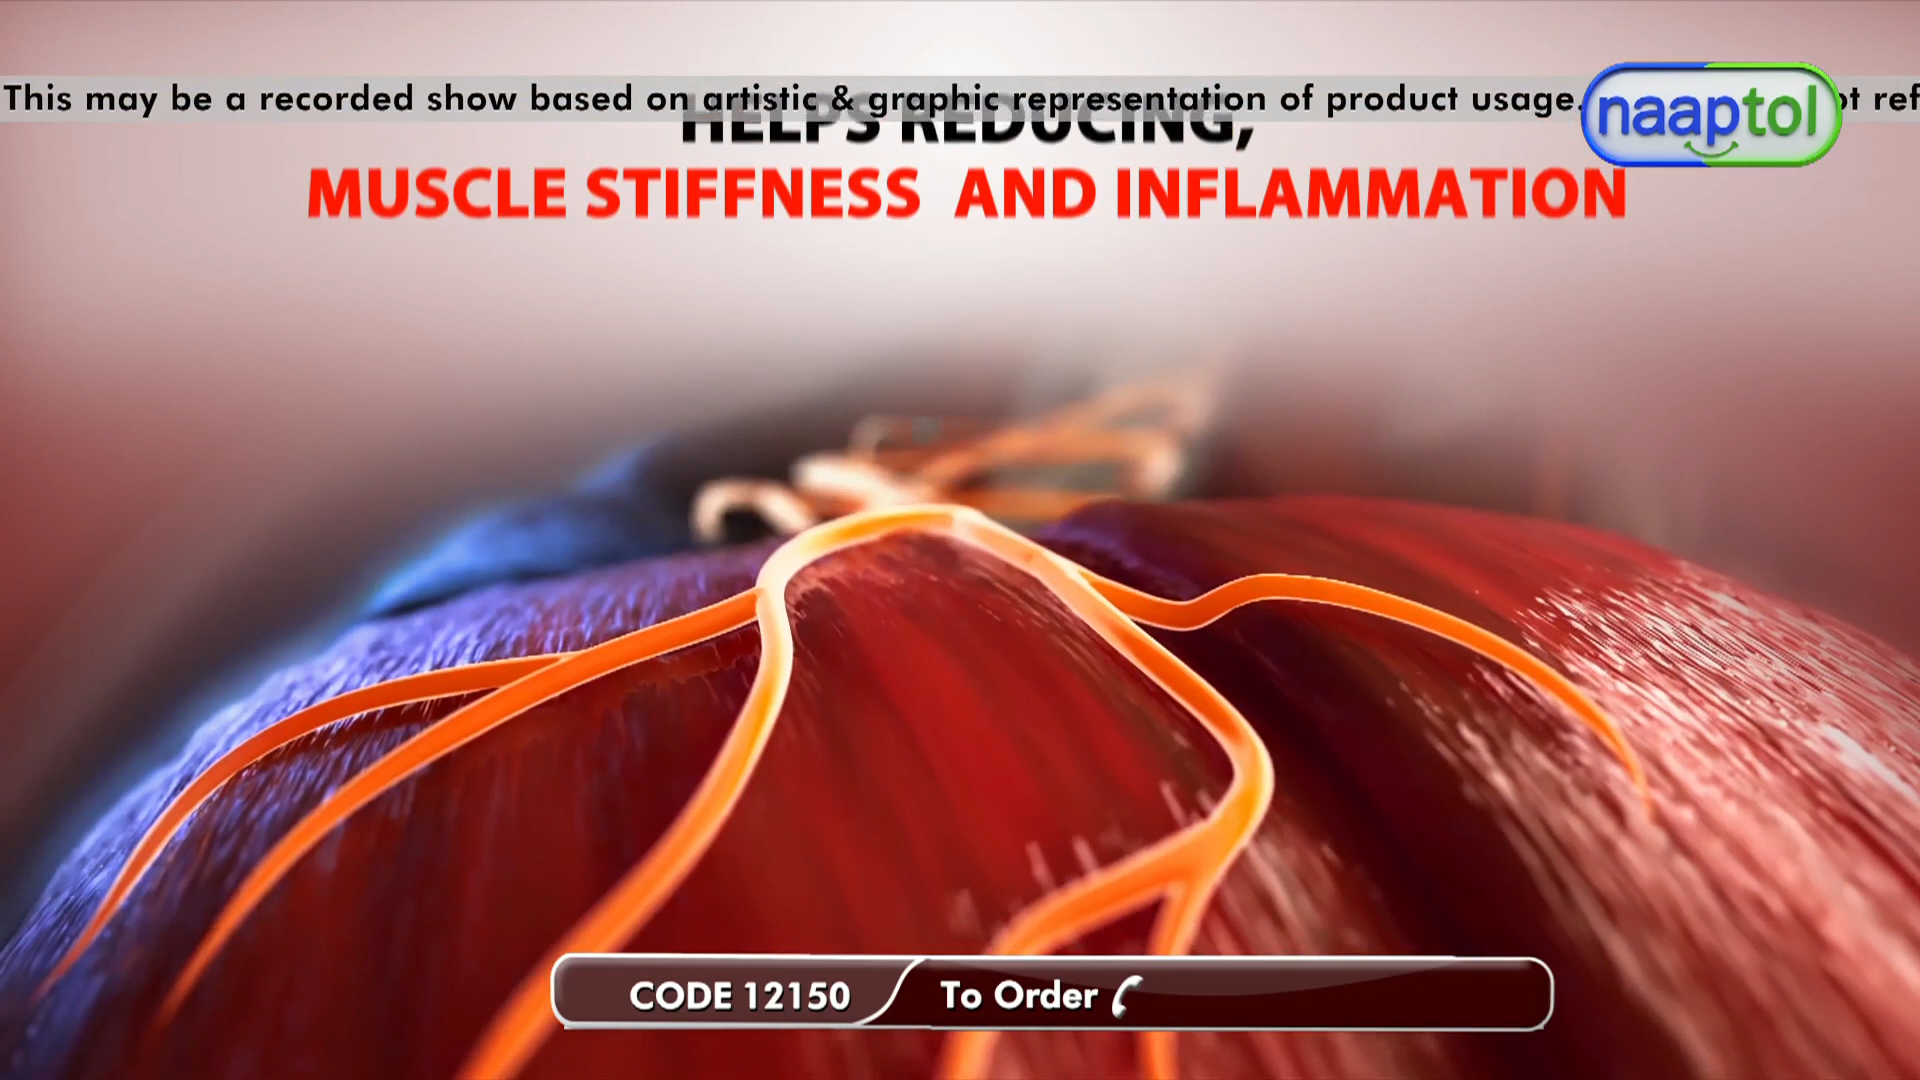 This may be a recorded show based on artistic & graphic representation of product usage.
naaptol
HELPS REDUCING,
MUSCLE STIFFNESS AND INFLAMMATION
CODE 12150 To Order